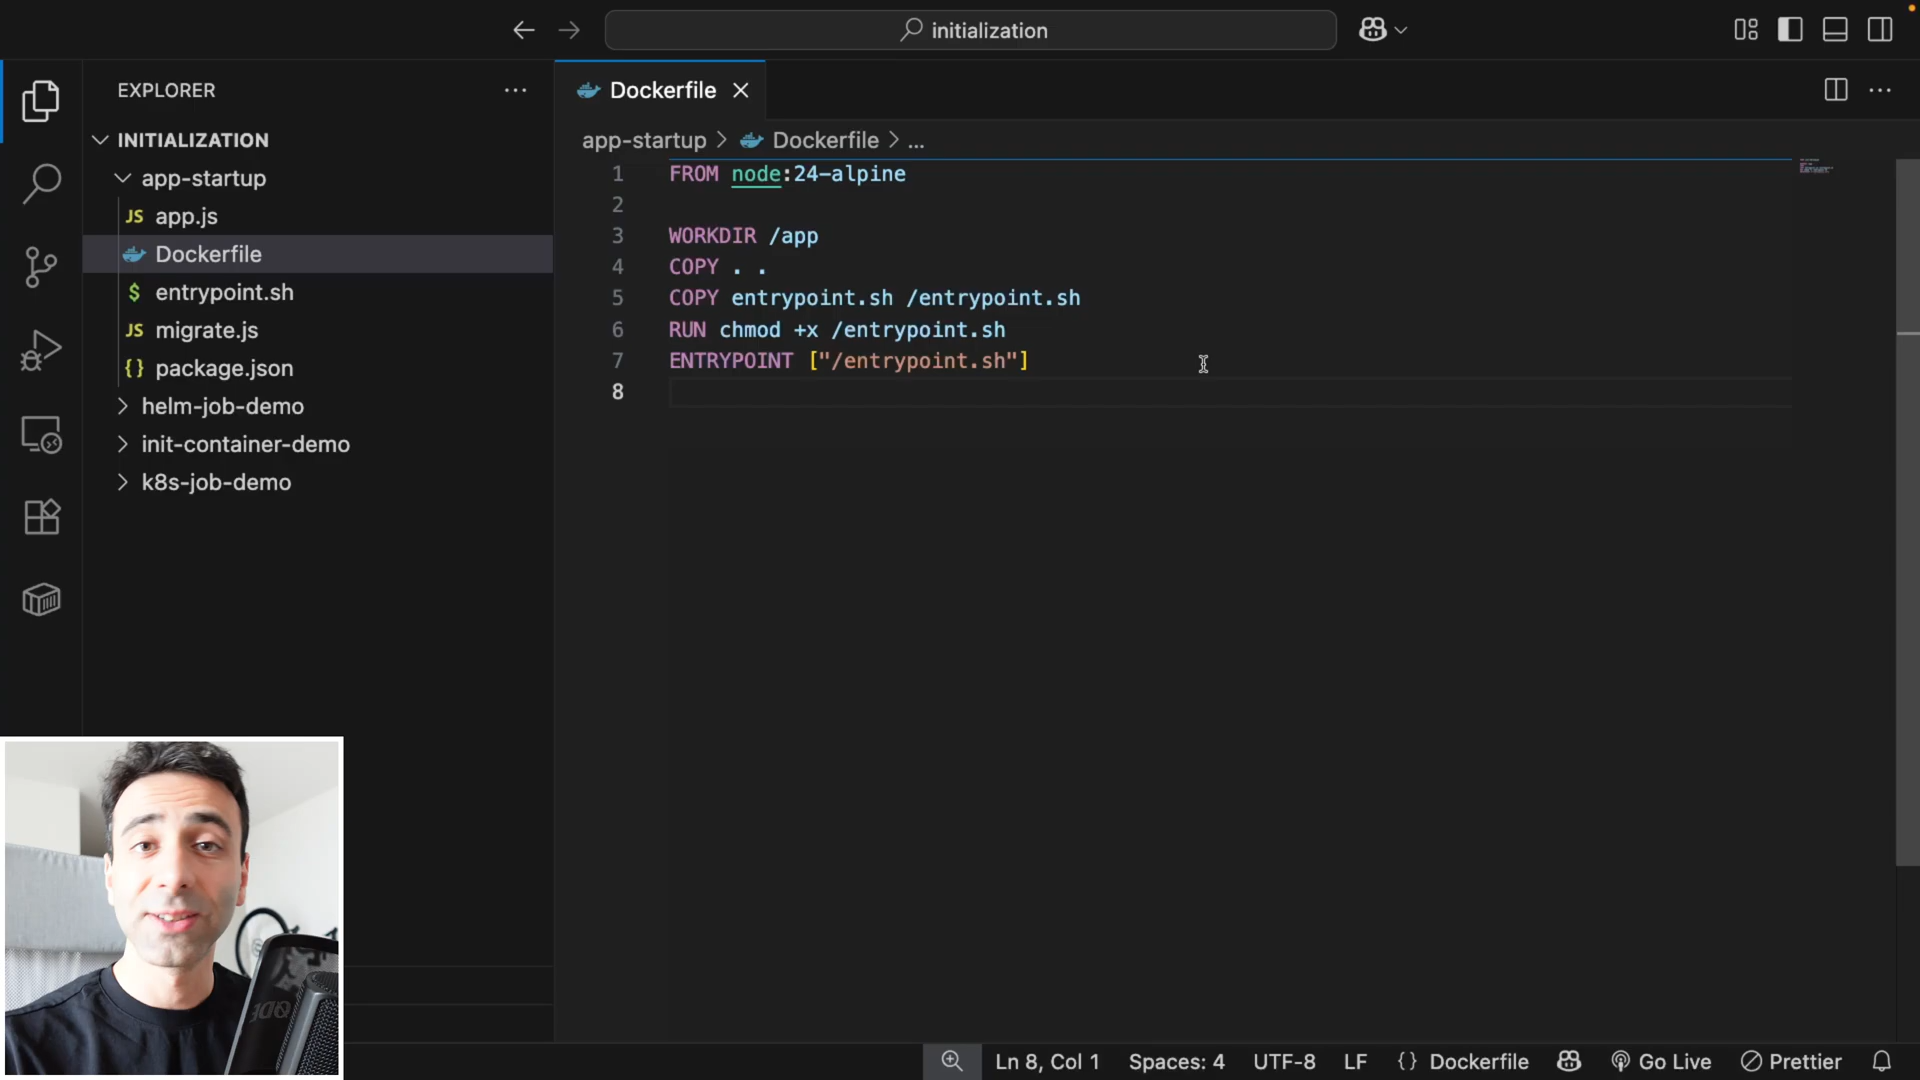 initialization
EXPLORER
INITIALIZATION
app-startup
JS app.js
Dockerfile
$ entrypoint.sh
JS migrate.js
{} package.json
helm-job-demo
init-container-demo
k8s-job-demo
Dockerfile
app-startup > Dockerfile > ...
1 FROM node:24-alpine
2
3 WORKDIR /app
4 COPY . .
5 COPY entrypoint.sh /entrypoint.sh
6 RUN chmod +x /entrypoint.sh
7 ENTRYPOINT ["/entrypoint.sh"]
8
Ln 8, Col 1 Spaces: 4 UTF-8 LF {} Dockerfile Go Live Prettier